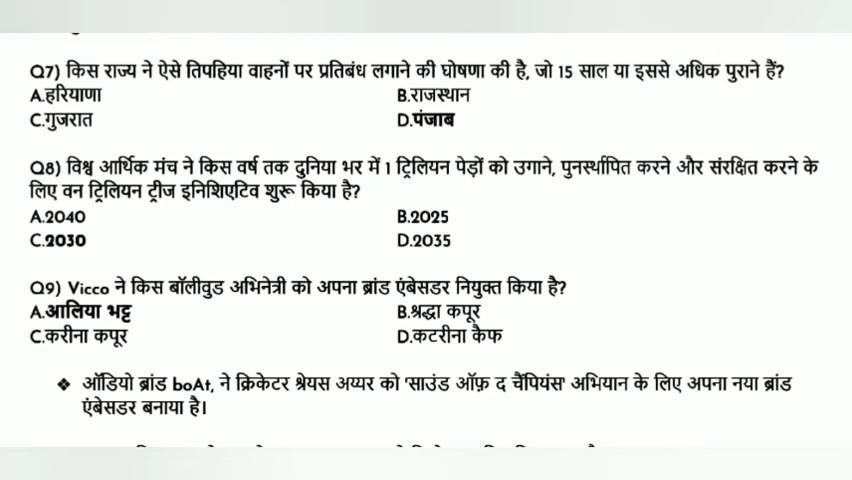 Q7) किस राज्य ने ऐसे तिपहिया वाहनों पर प्रतिबंध लगाने की घोषणा की है, जो 15 साल या इससे अधिक पुराने हैं?
A.हरियाणा B.राजस्थान
C.गुजरात D.पंजाब
Q8) विश्व आर्थिक मंच ने किस वर्ष तक दुनिया भर में 1 ट्रिलियन पेड़ों को उगाने, पुनर्स्थापित करने और संरक्षित करने के
लिए वन ट्रिलियन ट्रीज इनिशिएटिव शुरू किया है?
A.2040 B.2025
C.2030 D.2035
Q9) Vicco ने किस बॉलीवुड अभिनेत्री को अपना ब्रांड एंबेसडर नियुक्त किया है?
A.आलिया भट्ट B.श्रद्धा कपूर
C.करीना कपूर D.कटरीना कैफ
❖ ऑडियो ब्रांड boAt, ने क्रिकेटर श्रेयस अय्यर को 'साउंड ऑफ़ द चैंपियंस' अभियान के लिए अपना नया ब्रांड
एंबेसडर बनाया है।